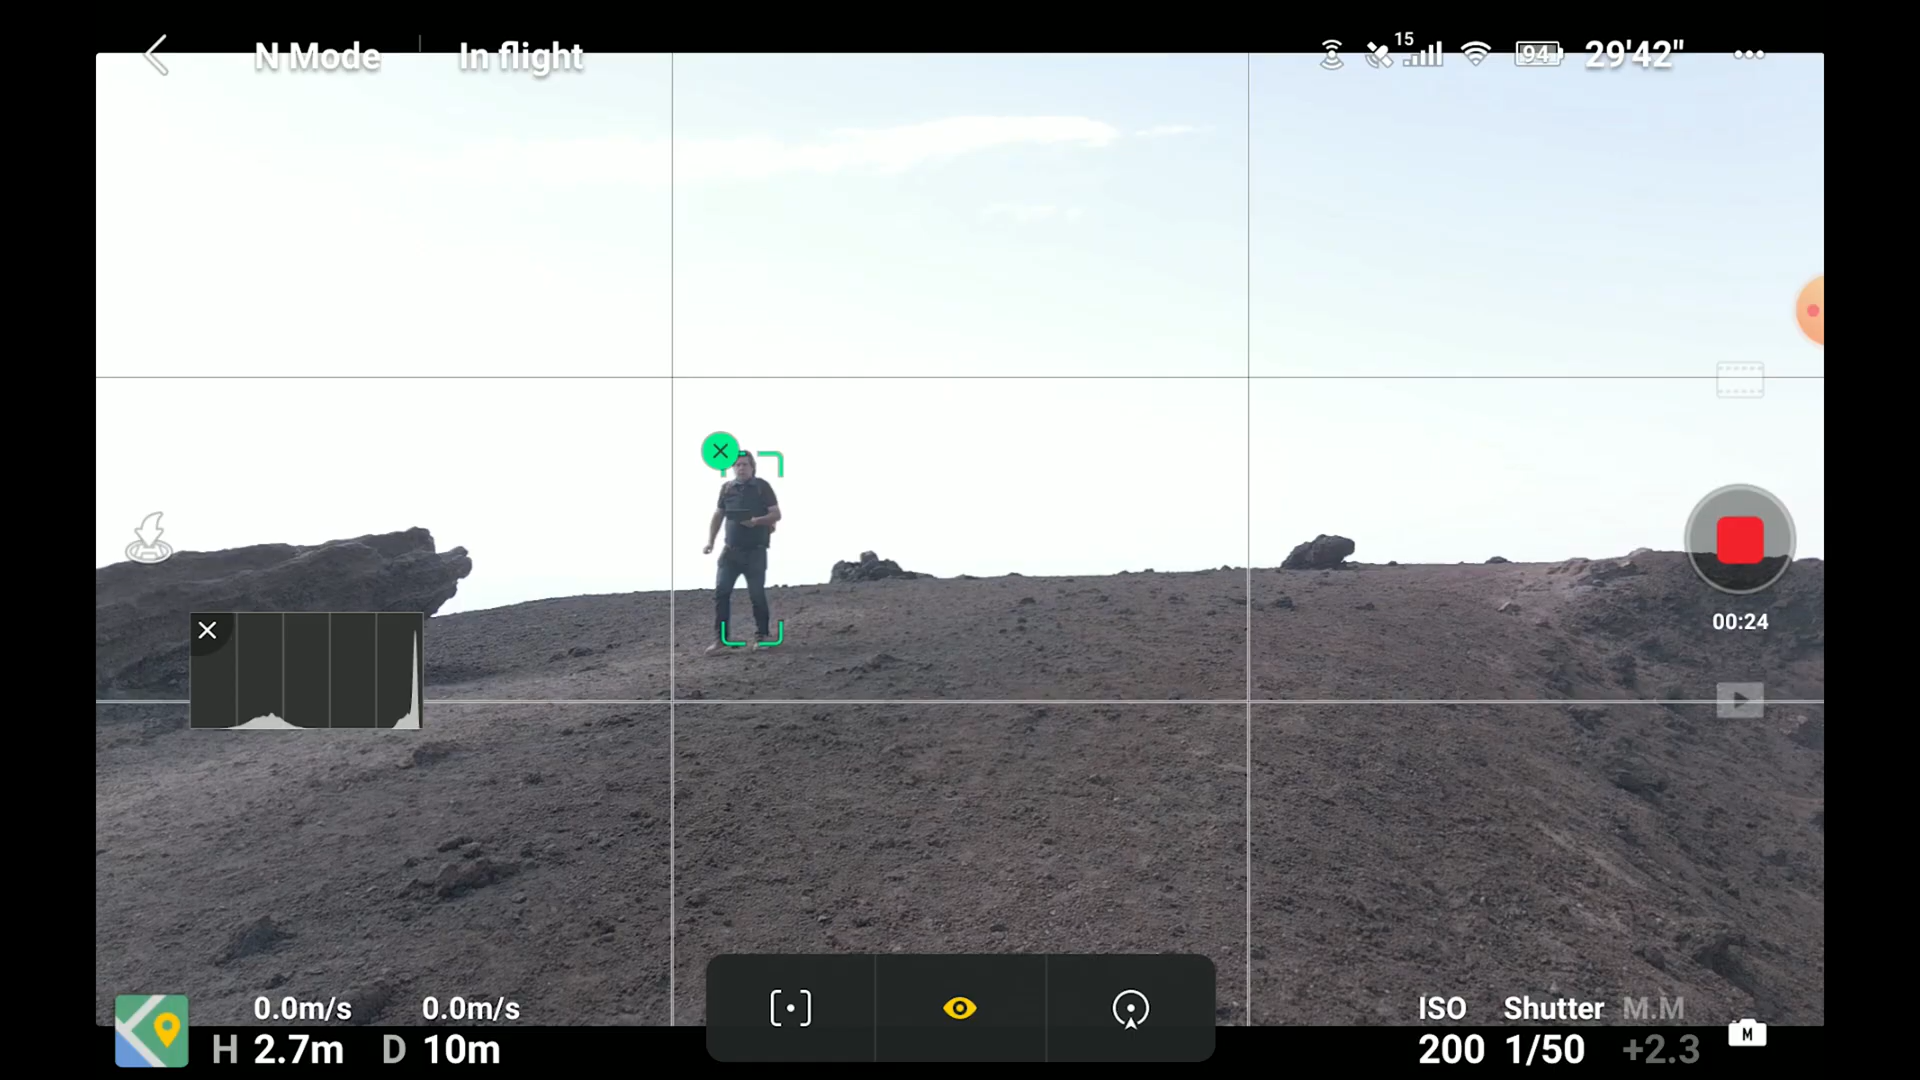 N Mode In flight 15 94 29'42"
00:24
0.0m/s 0.0m/s ISO Shutter M.M
H 2.7m D 10m 200 1/50 +2.3 M